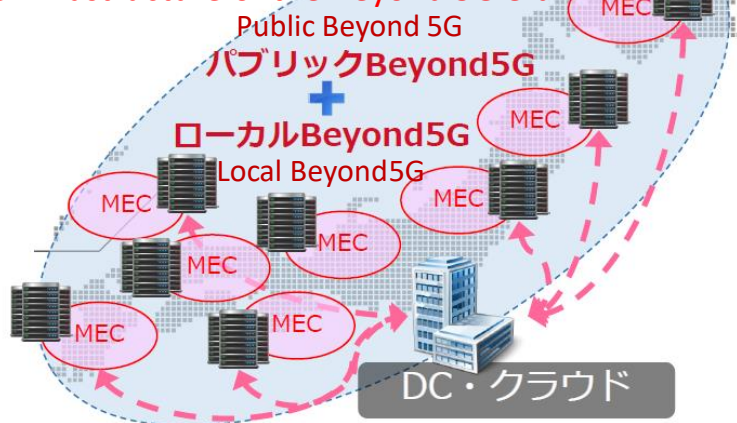 MEC
Public Beyond 5G
パブリックBeyond5G
+
ローカルBeyond5G
Local Beyond5G
MEC
MEC
MEC
MEC
MEC
MEC
MEC
DC・クラウド